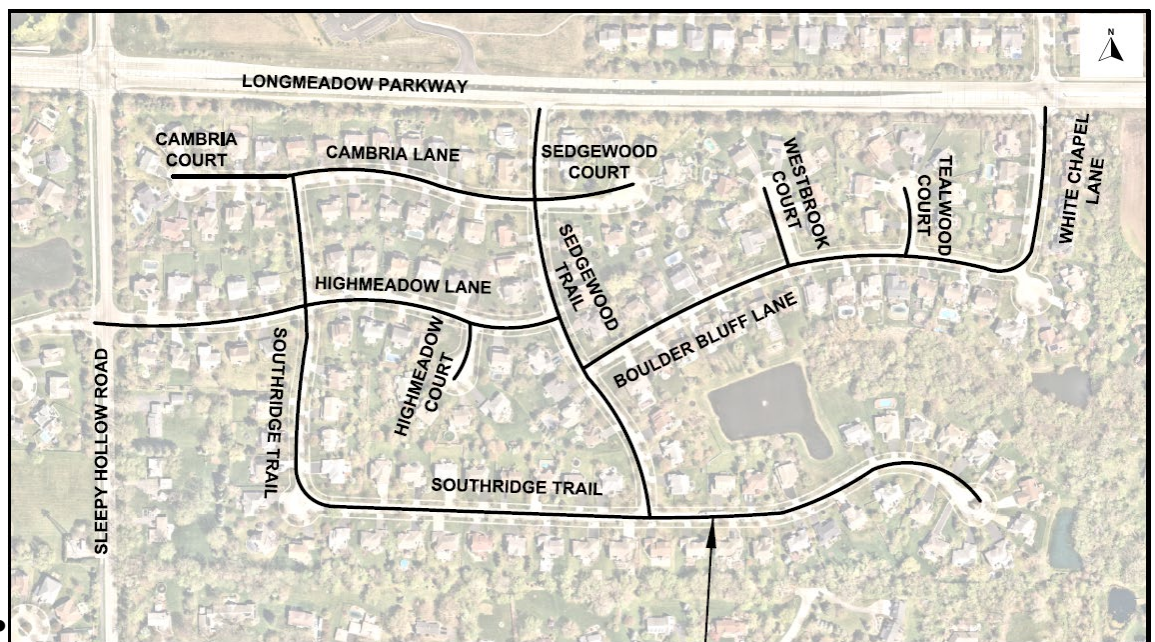 N
LONGMEADOW PARKWAY
CAMBRIA
COURT
CAMBRIA LANE
SEDGEWOOD
COURT
WESTBROOK
COURT
TEALWOOD
COURT
WHITE CHAPEL
LANE
SEDGEWOOD
TRAIL
HIGHMEADOW LANE
BOULDER BLUFF LANE
HIGHMEADOW
COURT
SOUTHRIDGE TRAIL
SLEEPY HOLLOW ROAD
SOUTHRIDGE TRAIL